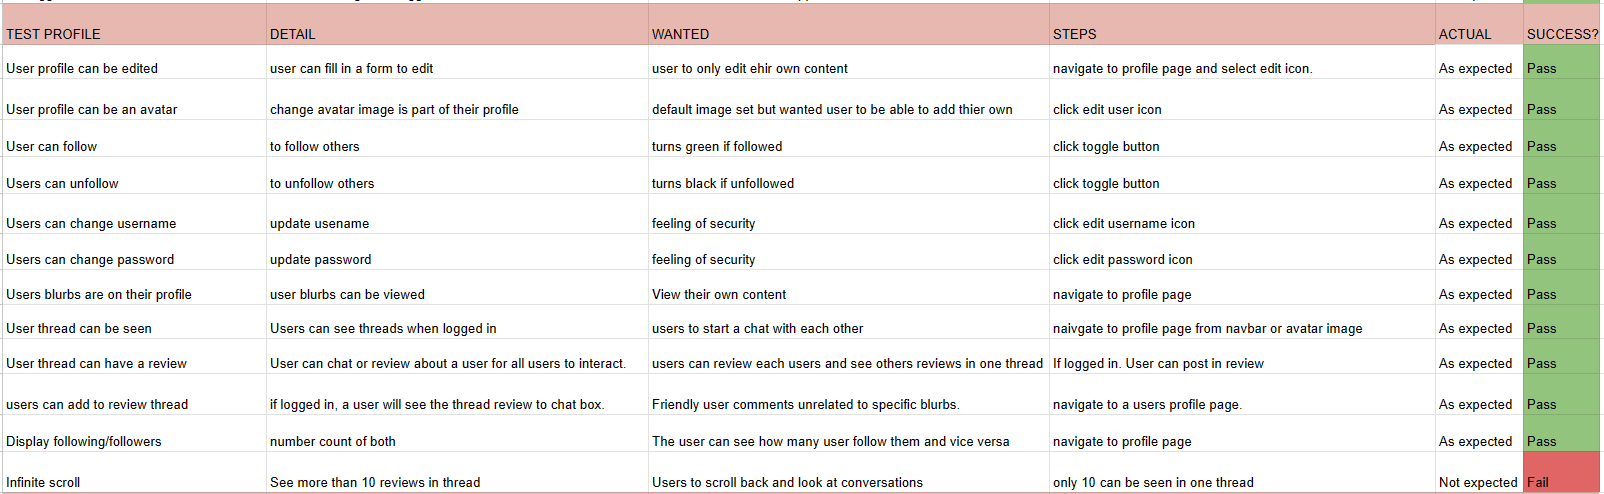 TEST PROFILE DETAIL WANTED STEPS ACTUAL SUCCESS?
User profile can be edited user can fill in a form to edit user to only edit ehir own content navigate to profile page and select edit icon. As expected Pass
User profile can be an avatar change avatar image is part of their profile default image set but wanted user to be able to add thier own click edit user icon As expected Pass
User can follow to follow others turns green if followed click toggle button As expected Pass
Users can unfollow to unfollow others turns black if unfollowed click toggle button As expected Pass
Users can change username update usename feeling of security click edit username icon As expected Pass
Users can change password update password feeling of security click edit password icon As expected Pass
Users blurbs are on their profile user blurbs can be viewed View their own content navigate to profile page As expected Pass
User thread can be seen Users can see threads when logged in users to start a chat with each other naivgate to profile page from navbar or avatar image As expected Pass
User thread can have a review User can chat or review about a user for all users to interact. users can review each users and see others reviews in one thread If logged in. User can post in review As expected Pass
users can add to review thread if logged in, a user will see the thread review to chat box. Friendly user comments unrelated to specific blurbs. navigate to a users profile page. As expected Pass
Display following/followers number count of both The user can see how many user follow them and vice versa navigate to profile page As expected Pass
Infinite scroll See more than 10 reviews in thread Users to scroll back and look at conversations only 10 can be seen in one thread Not expected Fail